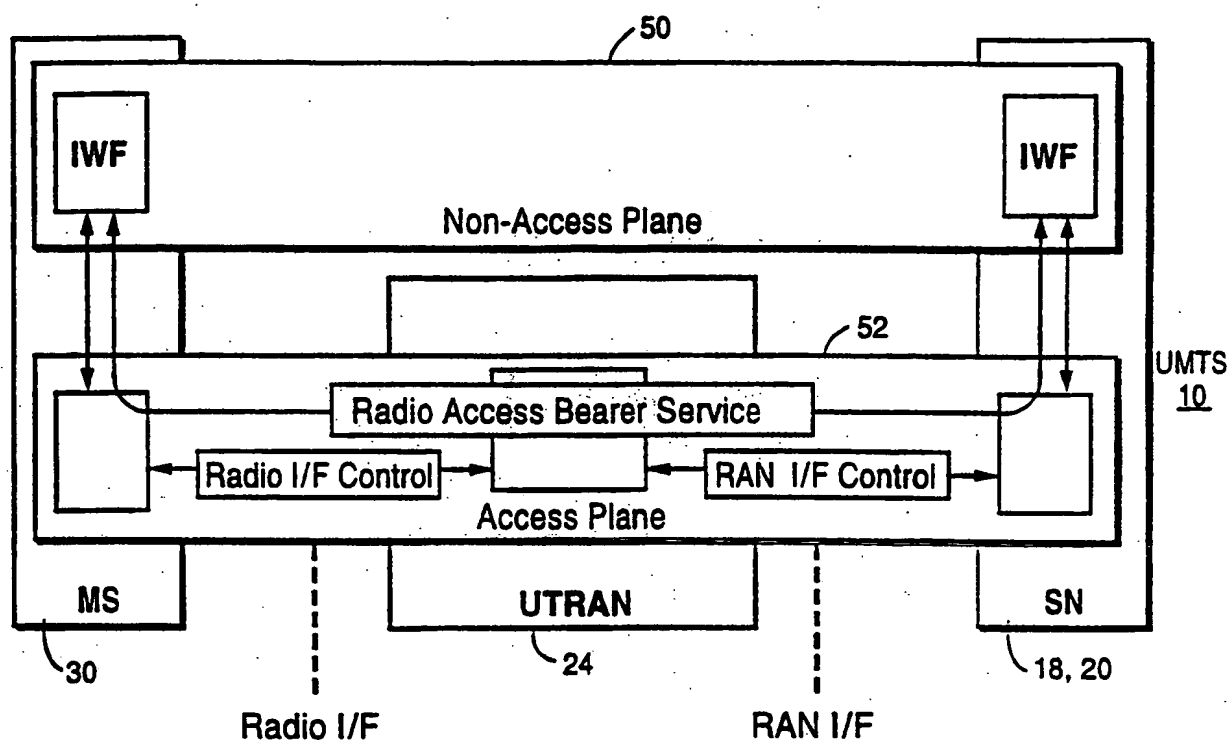 50
IWF
IWF
Non-Access Plane
52
UMTS
10
Radio Access Bearer Service
Radio I/F Control
RAN I/F Control
Access Plane
MS
UTRAN
SN
30
24
18, 20
Radio I/F
RAN I/F